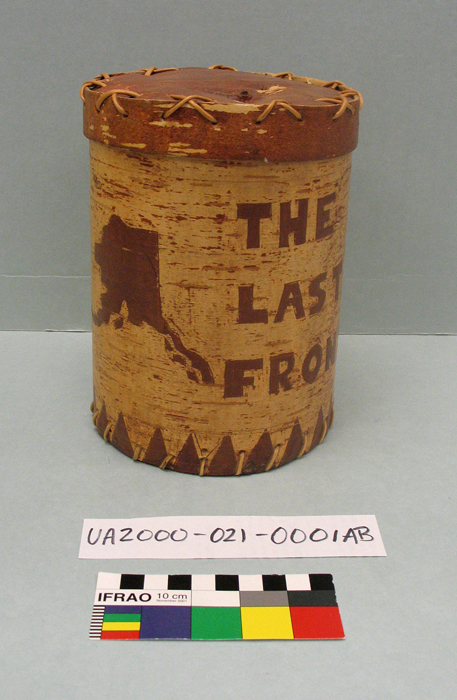 THE
LAST
FRON
UA2000-021-0001AB
IFRAO 10 cm